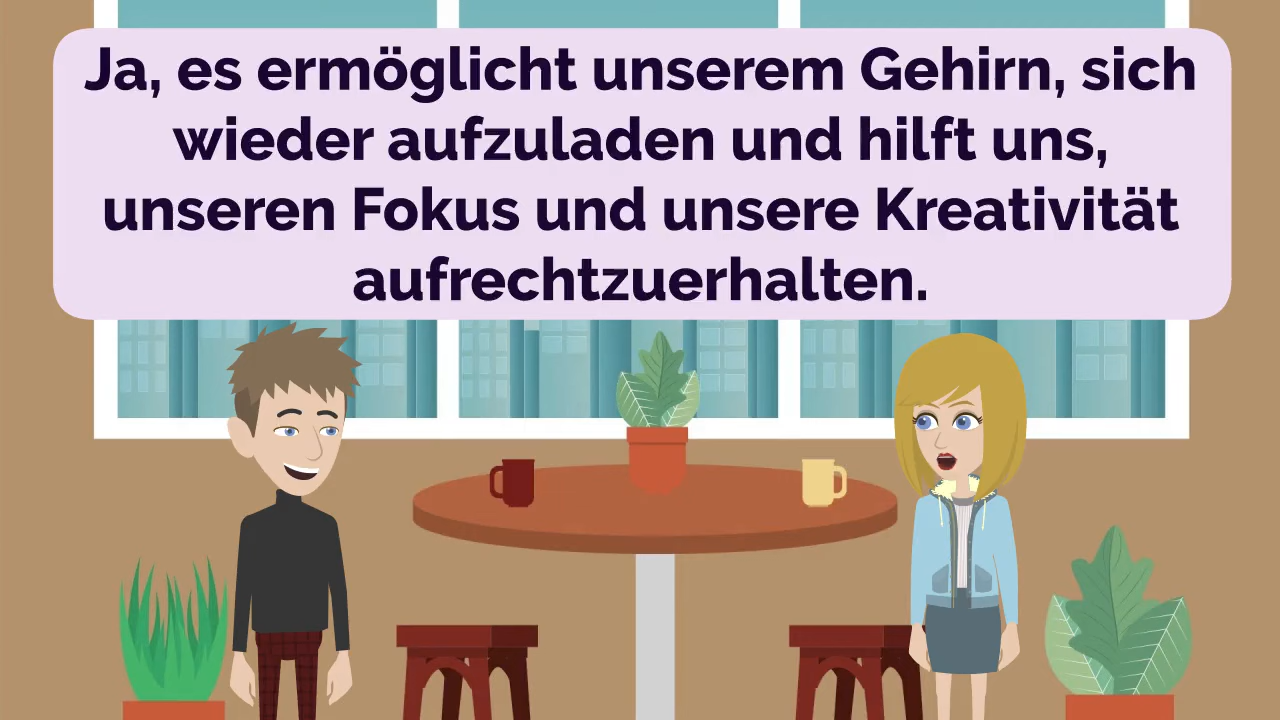 Ja, es ermöglicht unserem Gehirn, sich
wieder aufzuladen und hilft uns,
unseren Fokus und unsere Kreativität
aufrechtzuerhalten.